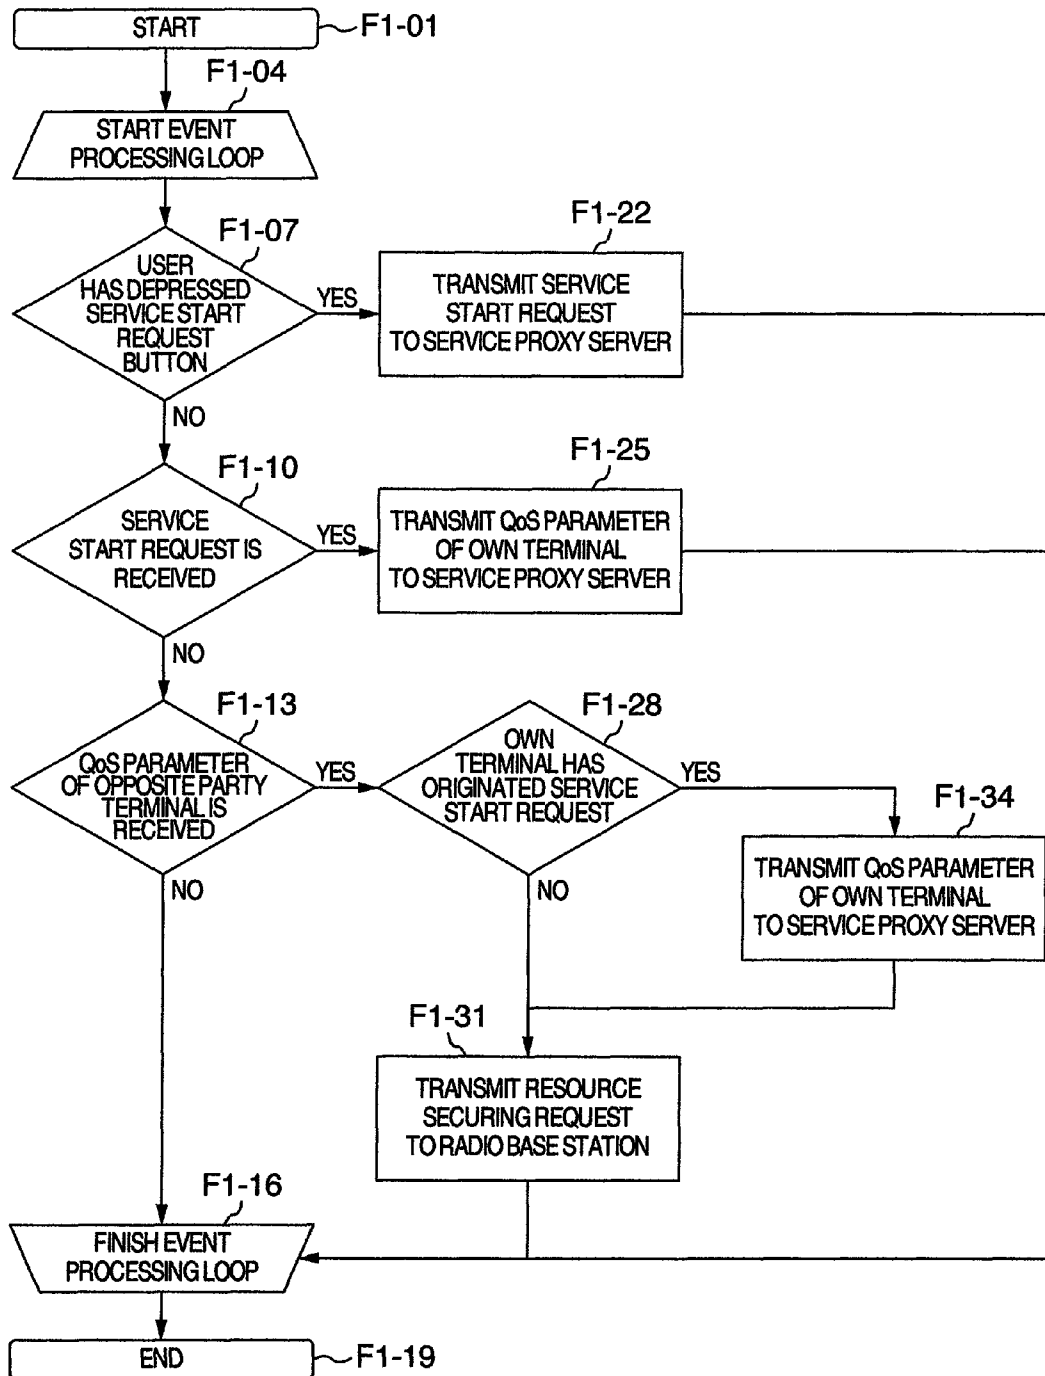 START
F1-01
F1-04
START EVENT
PROCESSING LOOP
F1-07
USER
HAS DEPRESSED
SERVICE START
REQUEST
BUTTON
YES
NO
F1-22
TRANSMIT SERVICE
START REQUEST
TO SERVICE PROXY SERVER
F1-10
SERVICE
START REQUEST IS
RECEIVED
YES
NO
F1-25
TRANSMIT QoS PARAMETER
OF OWN TERMINAL
TO SERVICE PROXY SERVER
F1-13
QoS PARAMETER
OF OPPOSITE PARTY
TERMINAL IS
RECEIVED
YES
NO
F1-28
OWN
TERMINAL HAS
ORIGINATED SERVICE
START REQUEST
YES
NO
F1-34
TRANSMIT QoS PARAMETER
OF OWN TERMINAL
TO SERVICE PROXY SERVER
F1-31
TRANSMIT RESOURCE
SECURING REQUEST
TO RADIO BASE STATION
F1-16
FINISH EVENT
PROCESSING LOOP
END
F1-19